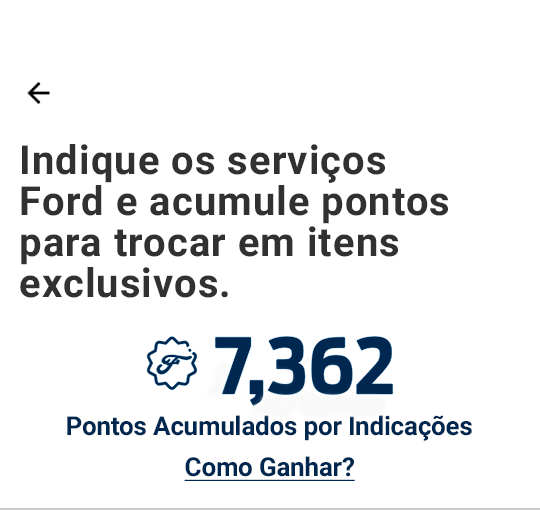 Indique os serviços
Ford e acumule pontos
para trocar em itens
exclusivos.
7,362
Pontos Acumulados por Indicações
Como Ganhar?